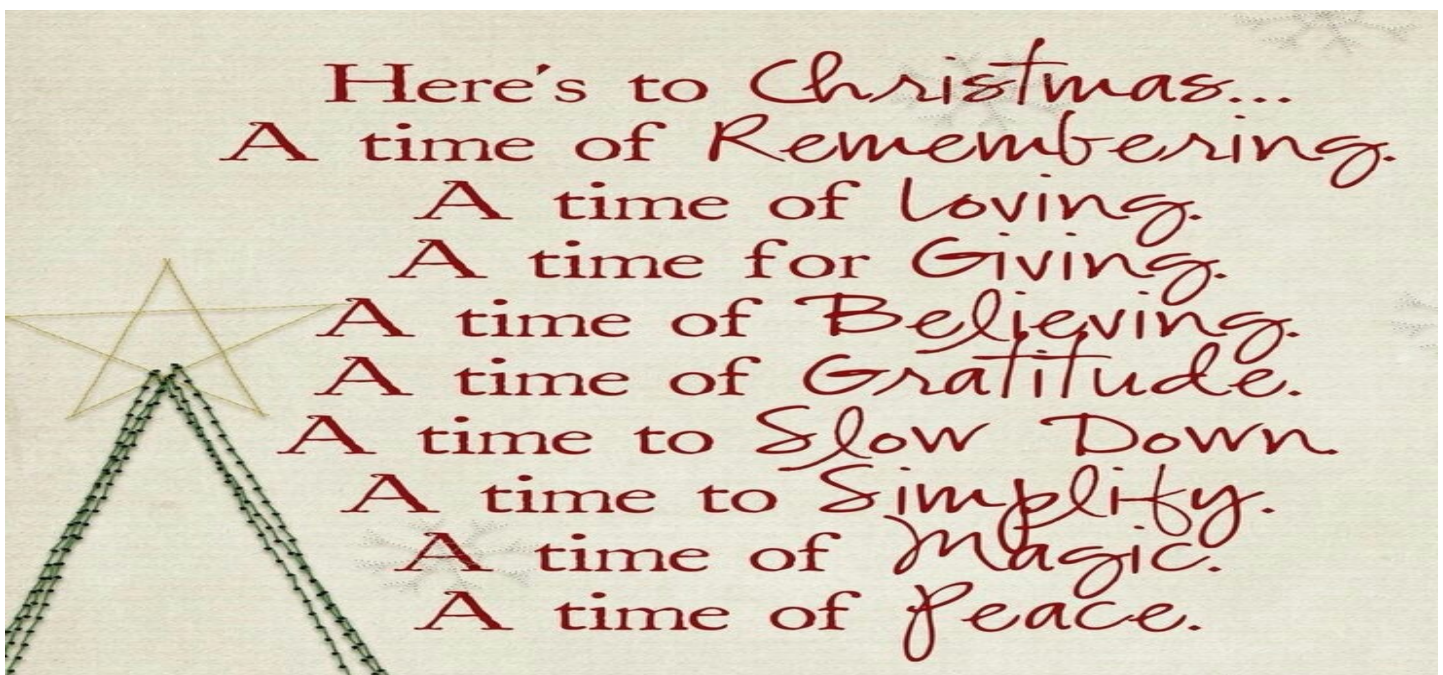 Here's to Christmas...
A time of Remembering.
A time of Loving.
A time for Giving.
A time of Believing.
A time of Gratitude.
A time to Slow Down.
A time to Simplify.
A time of Magic.
A time of Peace.